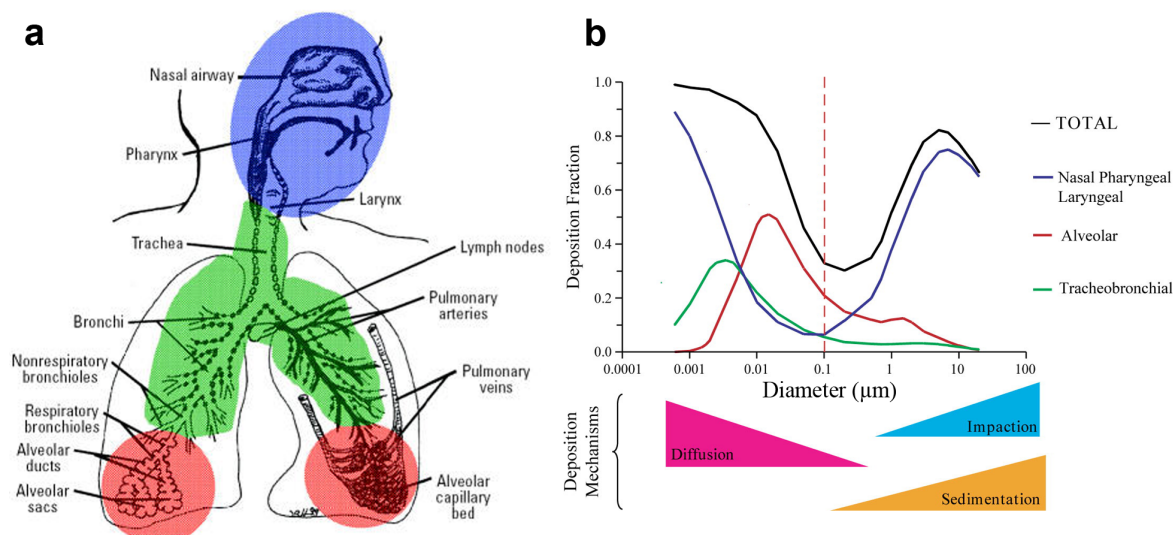 a
Nasal airway
Pharynx
Larynx
Trachea
Lymph nodes
Pulmonary
arteries
Bronchi
Nonrespiratory
bronchioles
Pulmonary
veins
Respiratory
bronchioles
Alveolar
ducts
Alveolar
sacs
Alveolar
capillary
bed
b
Deposition Fraction
1.0
0.8
0.6
0.4
0.2
0.0
0.0001
0.001
0.01
0.1
1
10
100
Diameter (μm)
TOTAL
Nasal Pharyngeal
Laryngeal
Alveolar
Tracheobronchial
Deposition
Mechanisms
Diffusion
Impaction
Sedimentation